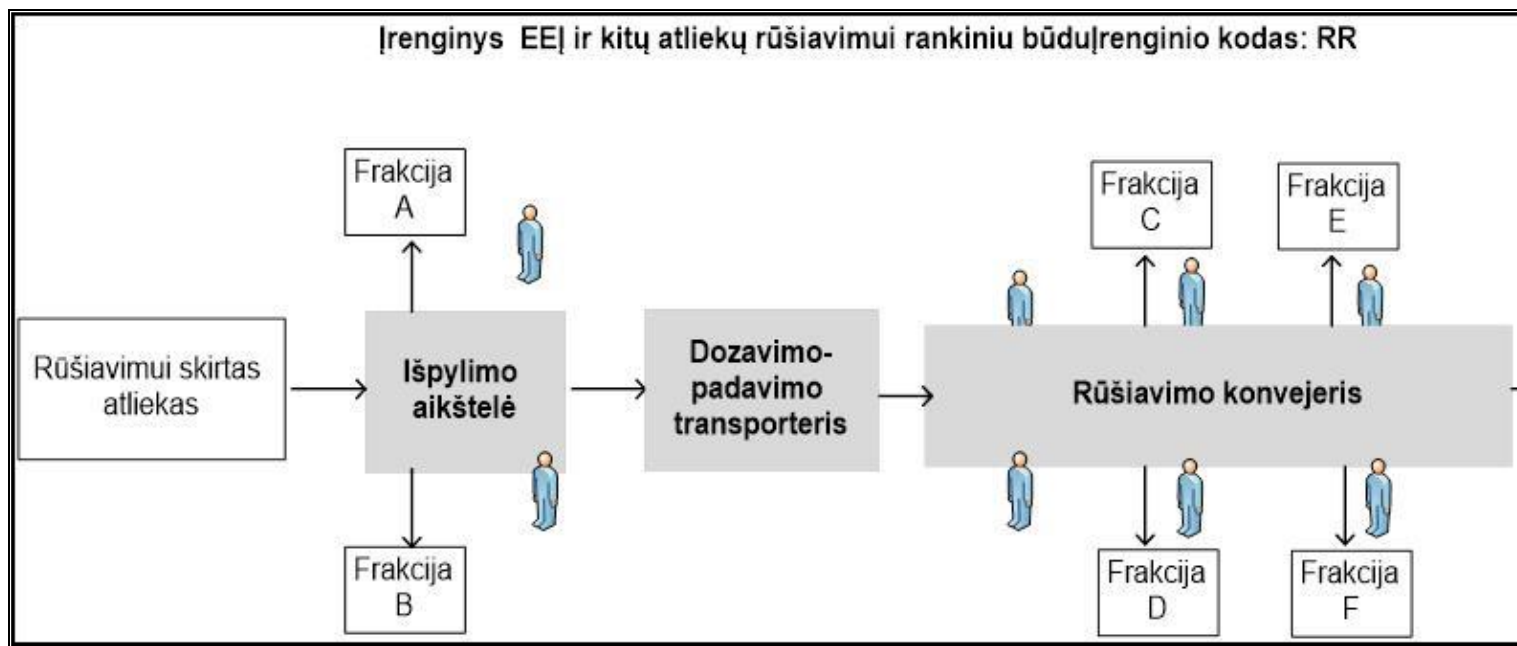 Įrenginys EEĮ ir kitų atliekų rūšiavimui rankiniu būduĮrenginio kodas: RR
Frakcija
A
Frakcija
C
Frakcija
E
Rūšiavimui skirtas
atliekas
Išpylimo
aikštelė
Dozavimo-
padavimo
transporteris
Rūšiavimo konvejeris
Frakcija
B
Frakcija
D
Frakcija
F